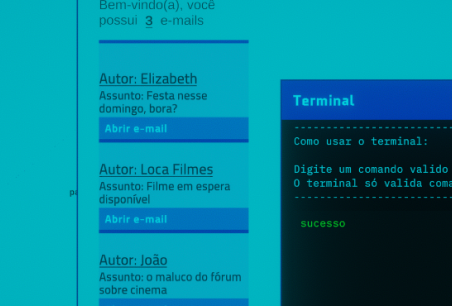 Bem-vindo(a), você
possui 3 e-mails
Autor: Elizabeth
Assunto: Festa nesse
domingo, bora?
Abrir e-mail
Autor: Loca Filmes
Assunto: Filme em espera
disponível
Abrir e-mail
Autor: João
Assunto: o maluco do fórum
sobre cinema
Terminal
------------------------
Como usar o terminal:
Digite um comando valido
O terminal só valida coma
------------------------
sucesso